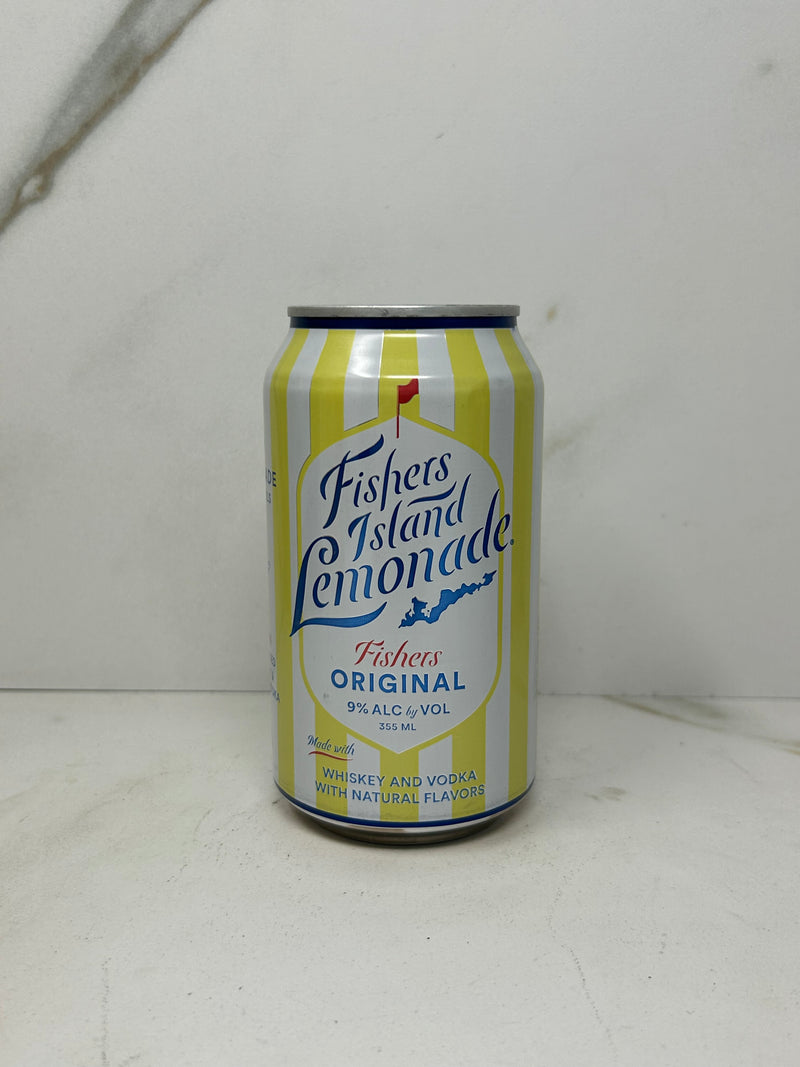 Fishers
Island
Lemonade®
Fishers
ORIGINAL
9% ALC by VOL
355 ML
Made with
WHISKEY AND VODKA
WITH NATURAL FLAVORS